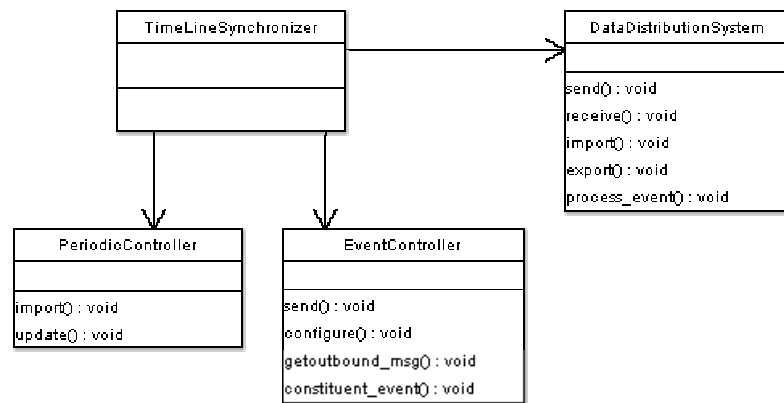 TimeLineSynchronizer
DataDistributionSystem
send() : void
receive() : void
import() : void
export() : void
process_event() : void
PeriodicController
import() : void
update() : void
EventController
send() : void
configure() : void
getoutbound_msg() : void
constituent_event() : void